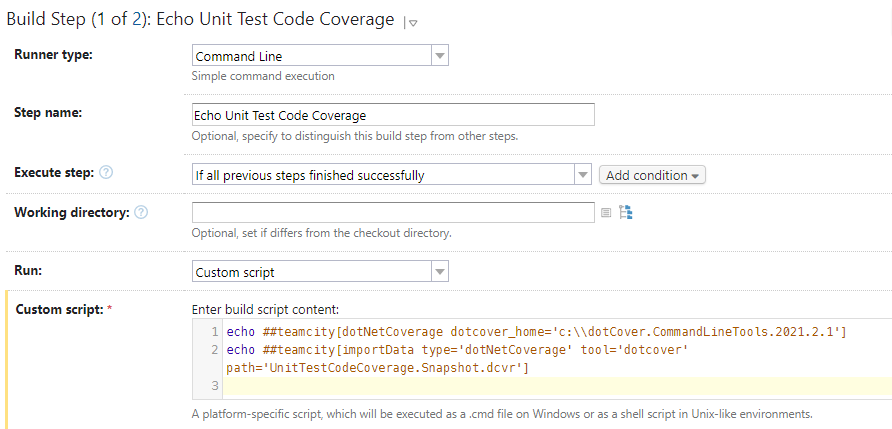 Build Step (1 of 2): Echo Unit Test Code Coverage
Runner type: Command Line
Simple command execution
Step name: Echo Unit Test Code Coverage
Optional, specify to distinguish this build step from other steps.
Execute step: ? If all previous steps finished successfully Add condition
Working directory: ?
Optional, set if differs from the checkout directory.
Run: Custom script
Custom script: * Enter build script content:
1 echo ##teamcity[dotNetCoverage dotcover_home='c:\\dotCover.CommandLineTools.2021.2.1']
2 echo ##teamcity[importData type='dotNetCoverage' tool='dotcover'
path='UnitTestCodeCoverage.Snapshot.dcvr']
3
A platform-specific script, which will be executed as a .cmd file on Windows or as a shell script in Unix-like environments.